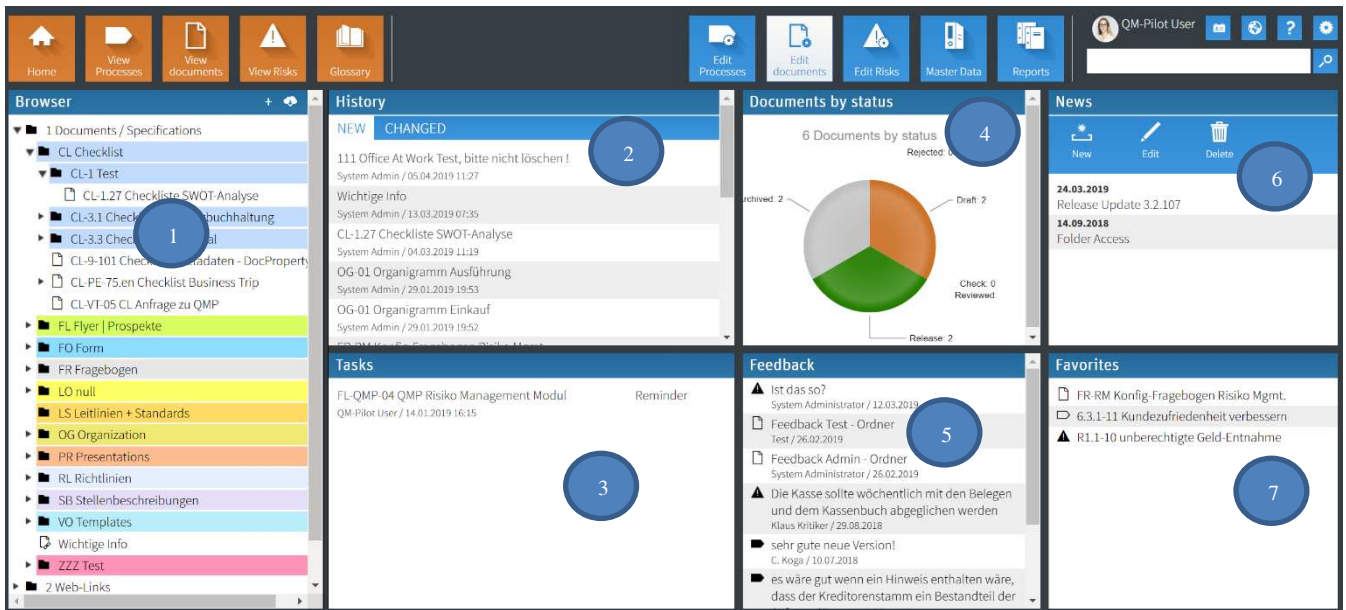 Home
View
Processes
View
documents
View Risks
Glossary
Edit
Processes
Edit
documents
Edit Risks
Master Data
Reports
QM-Pilot User
?
Browser +
1 Documents / Specifications
CL Checklist
CL-1 Test
CL-1.27 Checkliste SWOT-Analyse
CL-3.1 buchhaltung
CL-3.3
CL-9-101 - DocProperty
CL-PE-75.en Checklist Business Trip
CL-VT-05 CL Anfrage zu QMP
FL Flyer | Prospekte
FO Form
FR Fragebogen
LO null
LS Leitlinien + Standards
OG Organization
PR Presentations
RL Richtlinien
SB Stellenbeschreibungen
VO Templates
Wichtige Info
ZZZ Test
2 Web-Links
1
History
NEW CHANGED
2
111 Office At Work Test, bitte nicht löschen !
System Admin / 05.04.2019 11:27
Wichtige Info
System Admin / 13.03.2019 07:35
CL-1.27 Checkliste SWOT-Analyse
System Admin / 04.03.2019 11:19
OG-01 Organigramm Ausführung
System Admin / 29.01.2019 19:53
OG-01 Organigramm Einkauf
System Admin / 29.01.2019 19:52
Documents by status
6 Documents by status
4
Rejected:
rchived: 2
Draft: 2
Check: 0
Reviewed
Release: 2
News
New Edit Delete
6
24.03.2019
Release Update 3.2.107
14.09.2018
Folder Access
Tasks
FL-QMP-04 QMP Risiko Management Modul Reminder
QM-Pilot User / 14.01.2019 16:15
3
Feedback
Ist das so?
System Administrator / 12.03.2019
Feedback Test - Ordner
Test / 26.02.2019
5
Feedback Admin - Ordner
System Administrator / 26.02.2019
Die Kasse sollte wöchentlich mit den Belegen
und dem Kassenbuch abgeglichen werden
Klaus Kritiker / 29.08.2018
sehr gute neue Version!
C. Koga / 10.07.2018
es wäre gut wenn ein Hinweis enthalten wäre,
dass der Kreditorenstamm ein Bestandteil der
Favorites
FR-RM Konfig-Fragebogen Risiko Mgmt.
6.3.1-11 Kundezufriedenheit verbessern
R1.1-10 unberechtigte Geld-Entnahme
7